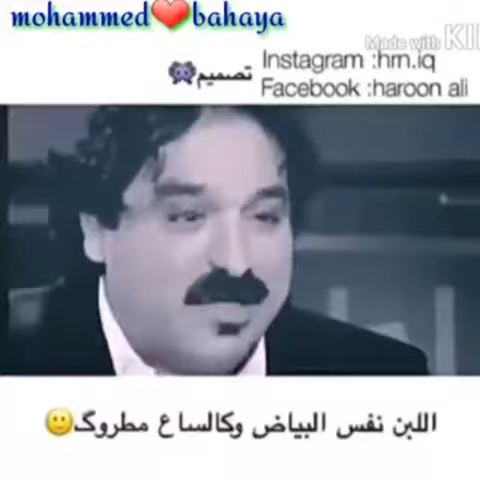 mohammed❤️bahaya
Made with KI
Instagram :hrn.iq
تصميم👾
Facebook :haroon ali
اللبن نفس البياض وكالساع مطروگ🙂